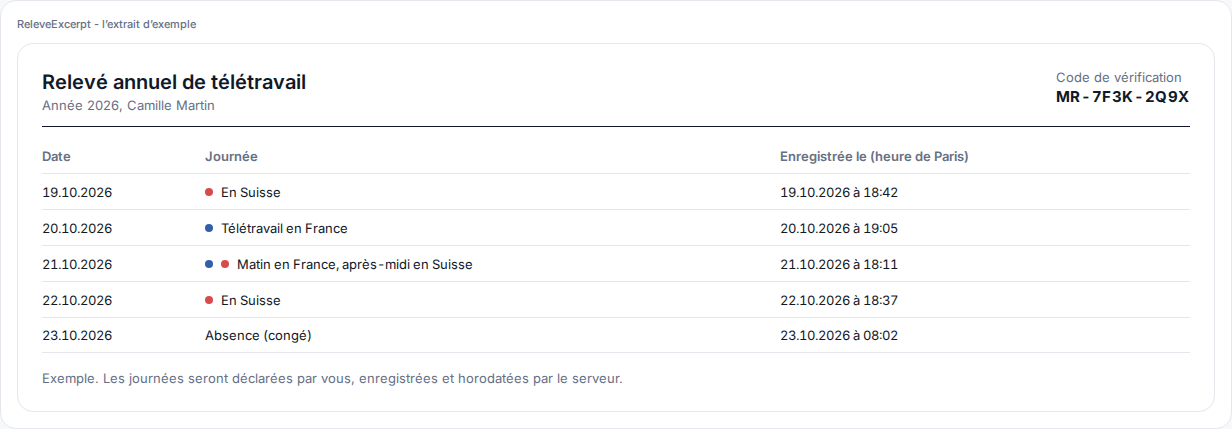 ReleveExcerpt - l’extrait d’exemple
Relevé annuel de télétravail
Code de vérification
Année 2026, Camille Martin
MR-7F3K-2Q9X
Date Journée Enregistrée le (heure de Paris)
19.10.2026 En Suisse 19.10.2026 à 18:42
20.10.2026 Télétravail en France 20.10.2026 à 19:05
21.10.2026 Matin en France, après-midi en Suisse 21.10.2026 à 18:11
22.10.2026 En Suisse 22.10.2026 à 18:37
23.10.2026 Absence (congé) 23.10.2026 à 08:02
Exemple. Les journées seront déclarées par vous, enregistrées et horodatées par le serveur.